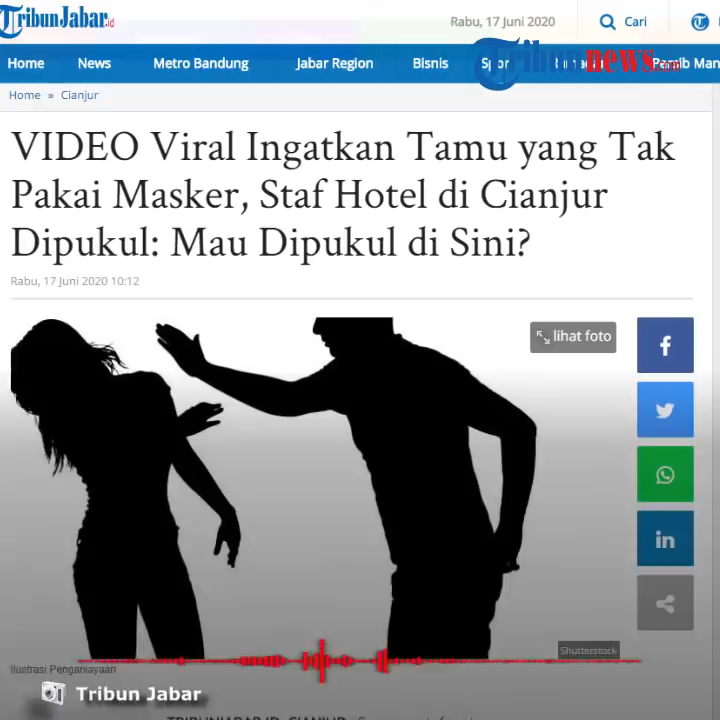 TribunJabar.id
Rabu, 17 Juni 2020
Cari
Home News Metro Bandung Jabar Region Bisnis
Tribunnews.com
Home » Cianjur
VIDEO Viral Ingatkan Tamu yang Tak
Pakai Masker, Staf Hotel di Cianjur
Dipukul: Mau Dipukul di Sini?
Rabu, 17 Juni 2020 10:12
lihat foto
Shutterstock
Ilustrasi Penganiayaan
Tribun Jabar